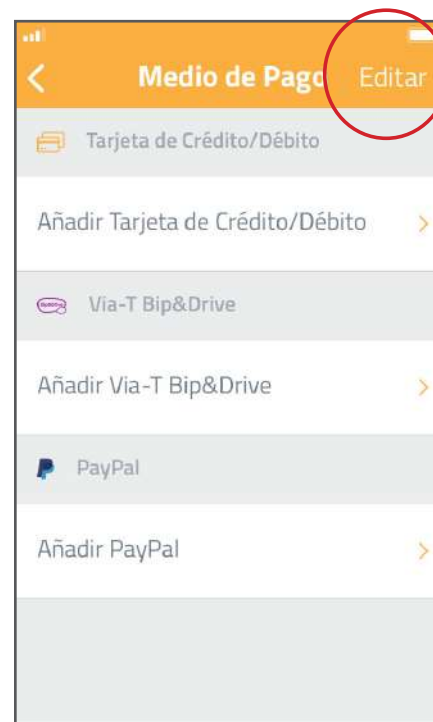 Medio de Pago Editar
Tarjeta de Crédito/Débito
Añadir Tarjeta de Crédito/Débito
Via-T Bip&Drive
Añadir Via-T Bip&Drive
PayPal
Añadir PayPal